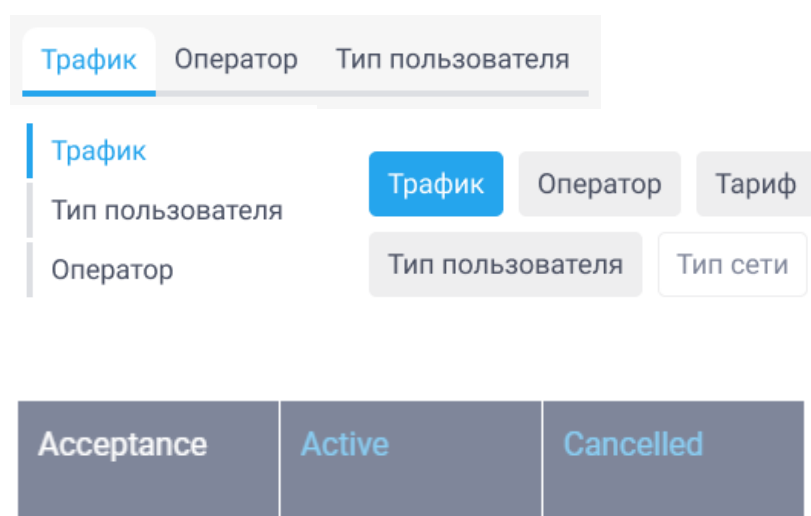 Трафик Оператор Тип пользователя
Трафик
Тип пользователя
Оператор
Трафик Оператор Тариф
Тип пользователя Тип сети
Acceptance Active Cancelled